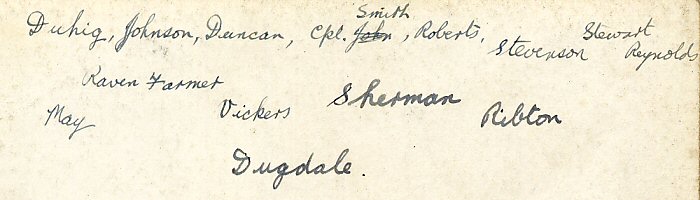 Duhig, Johnson, Duncan, Cpl. John Smith, Roberts, Stevenson Stewart Reynolds
Raven Farmer
May Vickers Sherman Ribton
Dugdale.